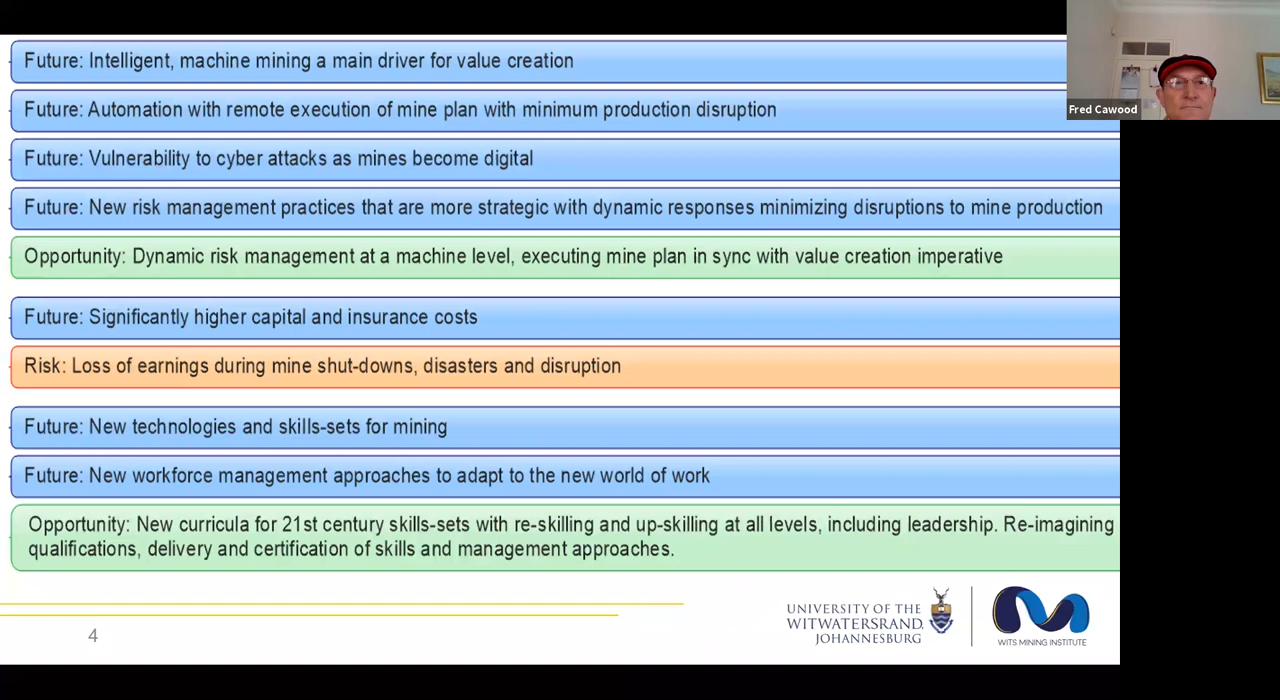 Future: Intelligent, machine mining a main driver for value creation
Fred Cawood
Future: Automation with remote execution of mine plan with minimum production disruption
Future: Vulnerability to cyber attacks as mines become digital
Future: New risk management practices that are more strategic with dynamic responses minimizing disruptions to mine production
Opportunity: Dynamic risk management at a machine level, executing mine plan in sync with value creation imperative
Future: Significantly higher capital and insurance costs
Risk: Loss of earnings during mine shut-downs, disasters and disruption
Future: New technologies and skills-sets for mining
Future: New workforce management approaches to adapt to the new world of work
Opportunity: New curricula for 21st century skills-sets with re-skilling and up-skilling at all levels, including leadership. Re-imagining
qualifications, delivery and certification of skills and management approaches.
4
UNIVERSITY OF THE
WITWATERSRAND,
JOHANNESBURG
WITS MINING INSTITUTE